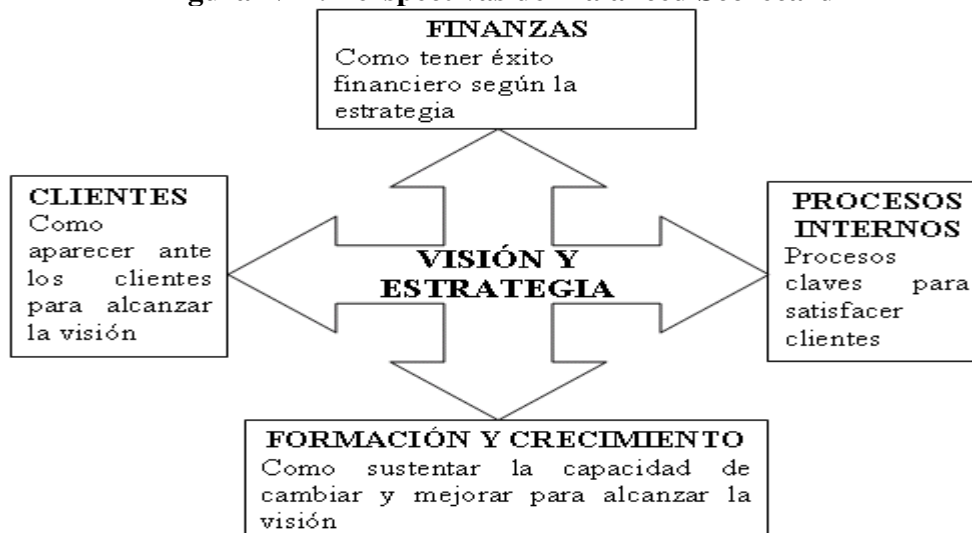 FINANZAS
Como tener éxito
financiero según la
estrategia
CLIENTES
Como
aparecer ante
los clientes
para alcanzar
la visión
VISIÓN Y
ESTRATEGIA
PROCESOS
INTERNOS
Procesos
claves para
satisfacer
clientes
FORMACIÓN Y CRECIMIENTO
Como sustentar la capacidad de
cambiar y mejorar para alcanzar la
visión